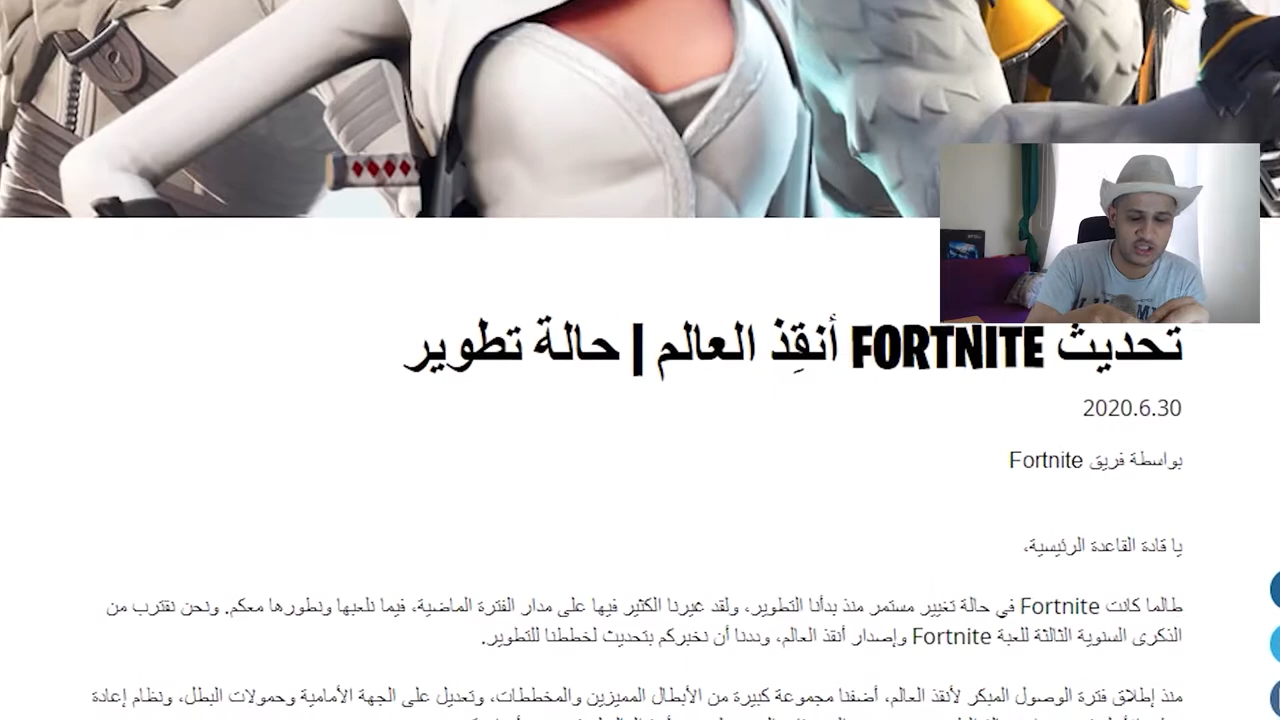 تحديث FORTNITE أنقِذ العالم | حالة تطوير
2020.6.30
بواسطة فريق Fortnite
يا قادة القاعدة الرئيسية،
طالما كانت Fortnite في حالة تغيير مستمر منذ بدأنا التطوير، ولقد غيرنا الكثير فيها على مدار الفترة الماضية، فيما نلعبها ونطورها معكم. ونحن نقترب من
الذكرى السنوية الثالثة للعبة Fortnite وإصدار أنقذ العالم، وددنا أن نخبركم بتحديث لخططنا للتطوير.
منذ إطلاق فترة الوصول المبكر لأنقذ العالم، أضفنا مجموعة كبيرة من الأبطال المميزين والمخططات، وتعديل على الجهة الأمامية وحمولات البطل، ونظام إعادة